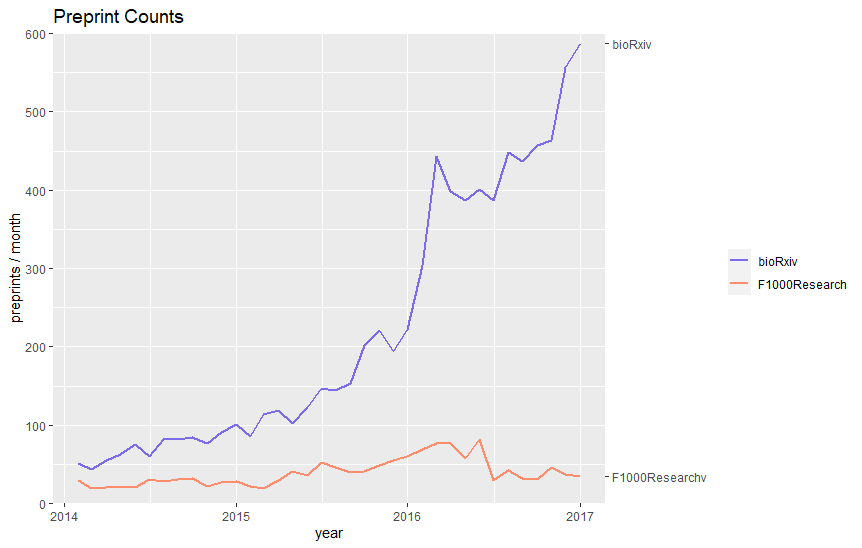 Preprint Counts
preprints / month
600
500
400
300
200
100
0
2014
2015
2016
2017
year
bioRxiv
F1000Researchv
bioRxiv
F1000Research